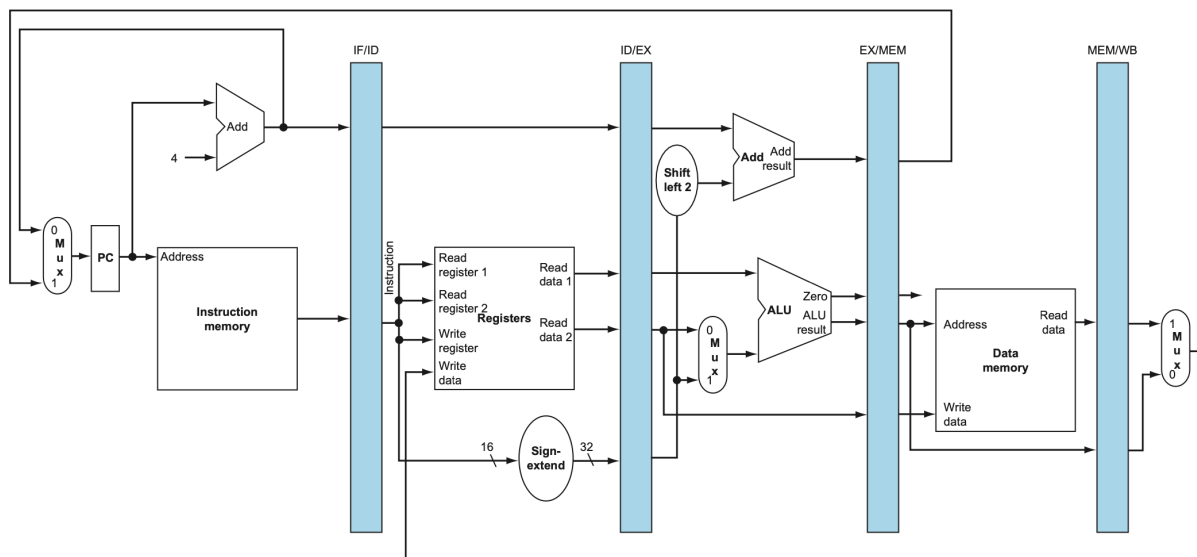 IF/ID
ID/EX
EX/MEM
MEM/WB
Add
4
Add
Add
result
Shift
left 2
0
M
u
x
1
PC
Address
Instruction
memory
Instruction
Read
register 1
Read
register 2
Write
register
Write
data
Registers
Read
data 1
Read
data 2
0
M
u
x
1
Zero
ALU
ALU
result
Address
Read
data
Data
memory
Write
data
1
M
u
x
0
16
Sign-
extend
32